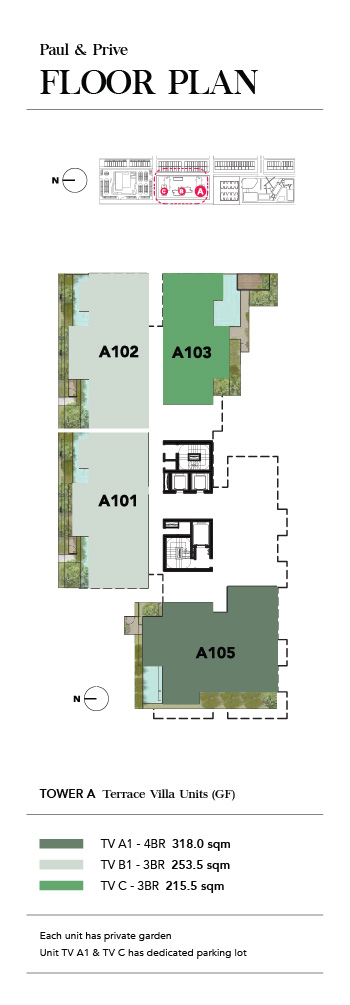 Paul & Prive
FLOOR PLAN
N
C B A
A102
A103
A101
A105
N
TOWER A Terrace Villa Units (GF)
TV A1 - 4BR 318.0 sqm
TV B1 - 3BR 253.5 sqm
TV C - 3BR 215.5 sqm
Each unit has private garden
Unit TV A1 & TV C has dedicated parking lot